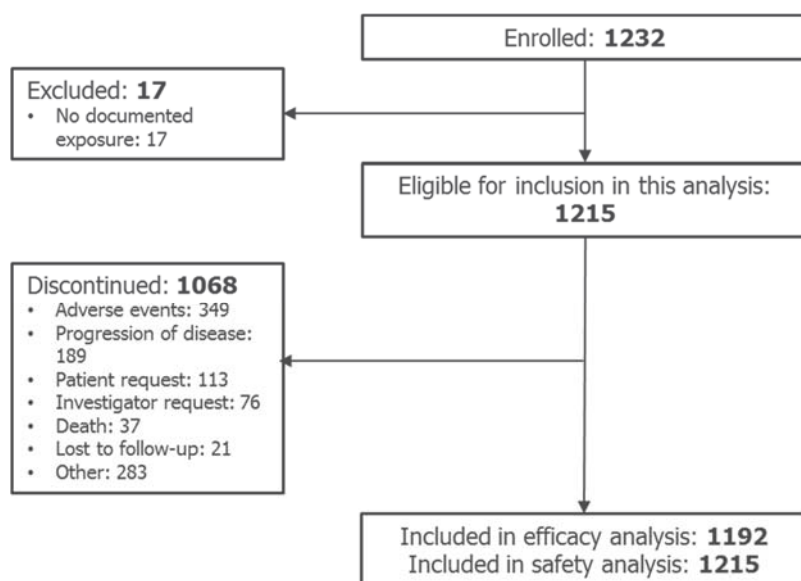 Enrolled: 1232
Excluded: 17
• No documented
exposure: 17
Eligible for inclusion in this analysis:
1215
Discontinued: 1068
• Adverse events: 349
• Progression of disease:
189
• Patient request: 113
• Investigator request: 76
• Death: 37
• Lost to follow-up: 21
• Other: 283
Included in efficacy analysis: 1192
Included in safety analysis: 1215